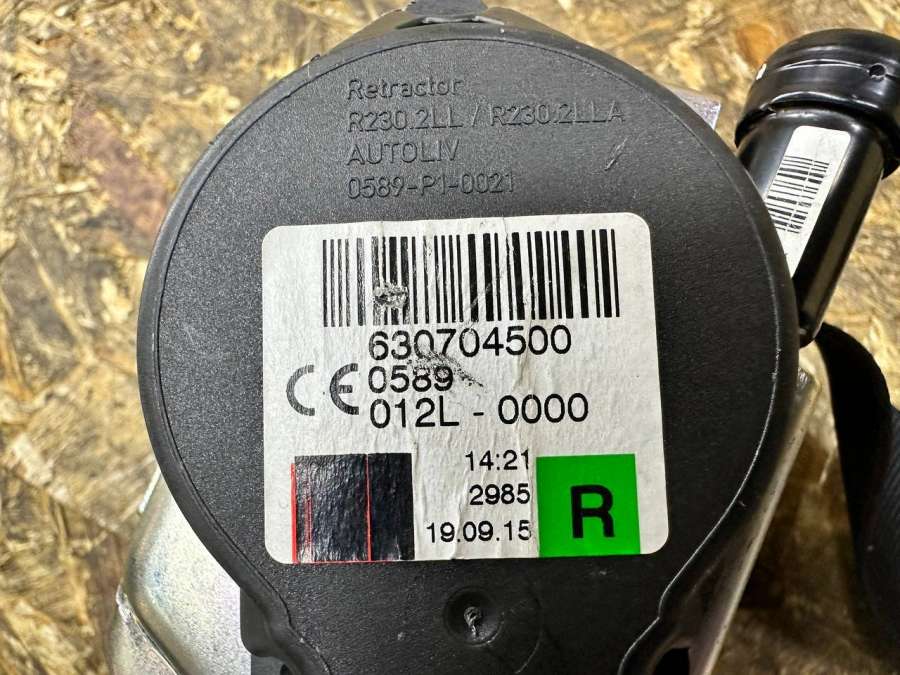 Retractor
R230.2LL / R230.2LLA
AUTOLIV
0589-P1-0021
630704500
CE 0589
012L - 0000
14:21
2985
19.09.15
R